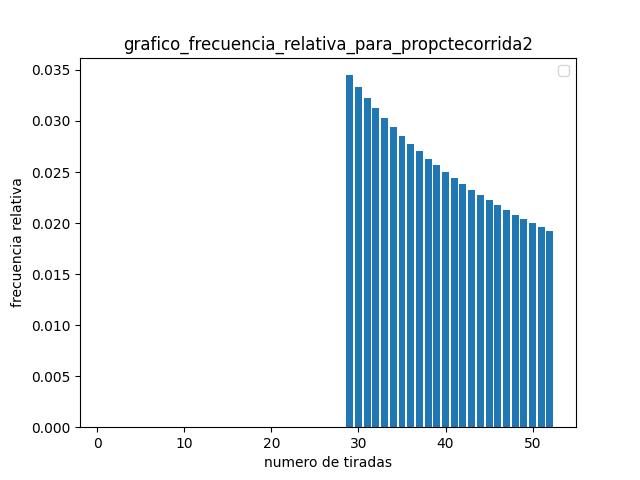 grafico_frecuencia_relativa_para_propctecorrida2
0.035
0.030
0.025
0.020
0.015
0.010
0.005
0.000
frecuencia relativa
0 10 20 30 40 50
numero de tiradas